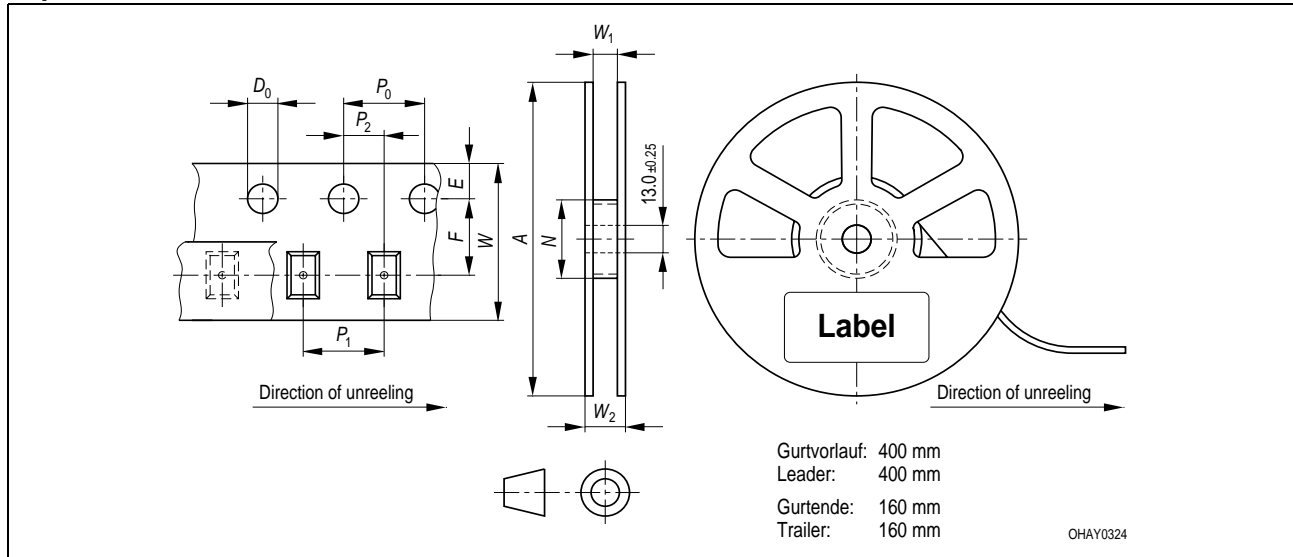 W1
D0
P0
P2
E
13.0 ±0.25
F
W
A
N
Label
P1
Direction of unreeling
W2
Direction of unreeling
Gurtvorlauf: 400 mm
Leader: 400 mm
Gurtende: 160 mm
Trailer: 160 mm
OHAY0324